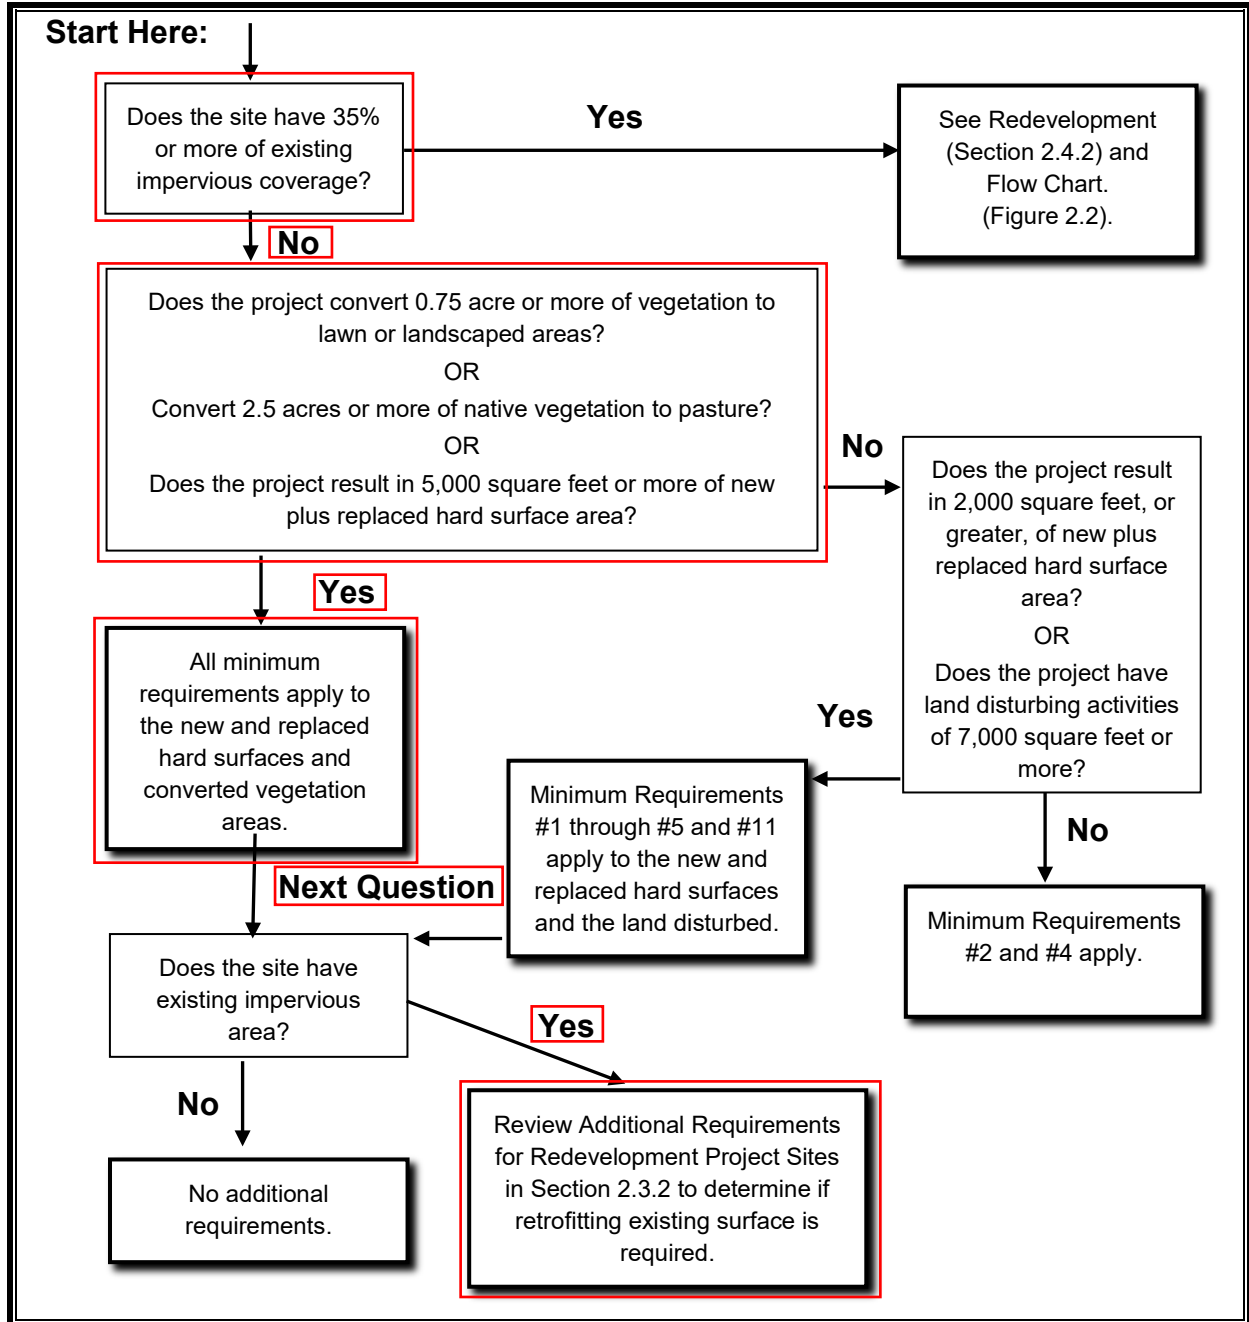 Start Here:
Does the site have 35%
or more of existing
impervious coverage?
Yes
See Redevelopment
(Section 2.4.2) and
Flow Chart.
(Figure 2.2).
No
Does the project convert 0.75 acre or more of vegetation to
lawn or landscaped areas?
OR
Convert 2.5 acres or more of native vegetation to pasture?
OR
Does the project result in 5,000 square feet or more of new
plus replaced hard surface area?
No
Does the project result
in 2,000 square feet, or
greater, of new plus
replaced hard surface
area?
OR
Does the project have
land disturbing activities
of 7,000 square feet or
more?
Yes
All minimum
requirements apply to
the new and replaced
hard surfaces and
converted vegetation
areas.
Yes
Minimum Requirements
#1 through #5 and #11
apply to the new and
replaced hard surfaces
and the land disturbed.
No
Minimum Requirements
#2 and #4 apply.
Next Question
Does the site have
existing impervious
area?
Yes
No
Review Additional Requirements
for Redevelopment Project Sites
in Section 2.3.2 to determine if
retrofitting existing surface is
required.
No additional
requirements.